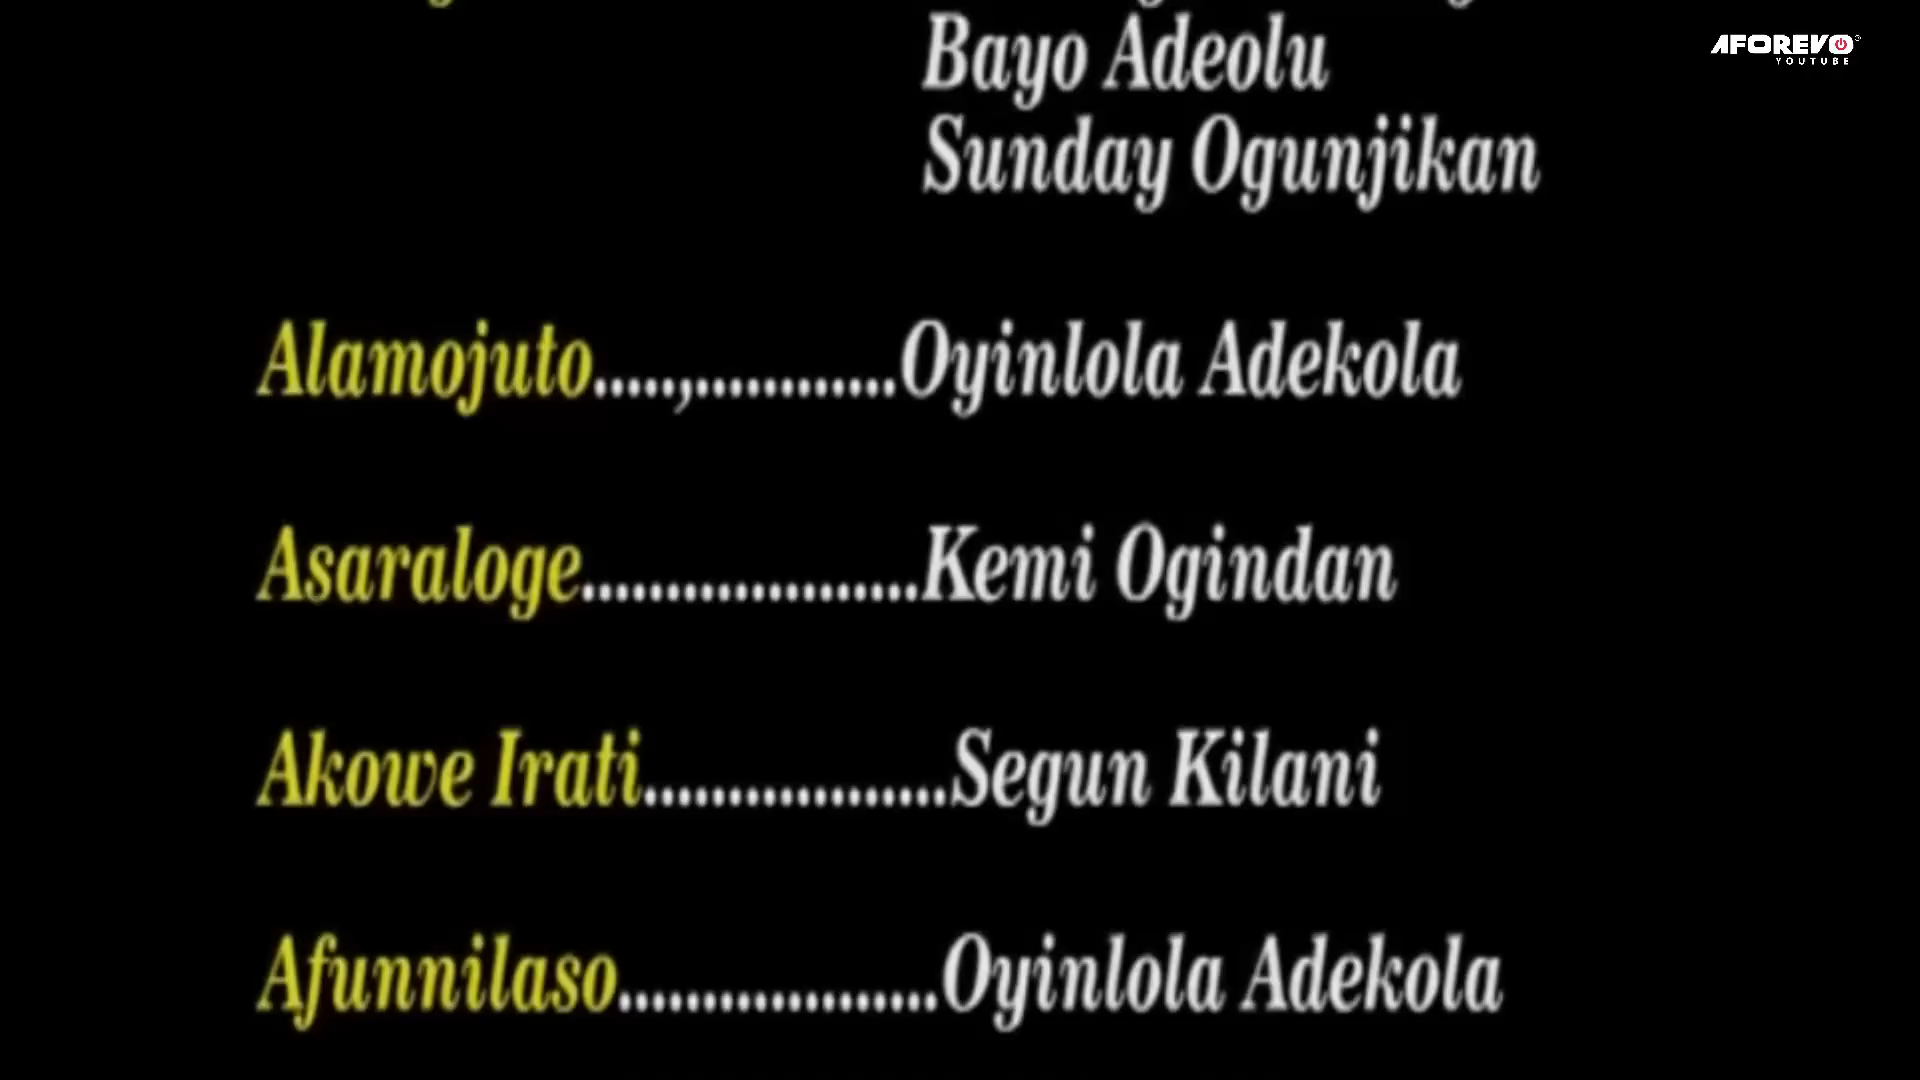 Bayo Adeolu
AFOREVO
YOUTUBE
Sunday Ogunjikan
Alamojuto.....,............Oyinlola Adekola
Asaraloge....................Kemi Ogindan
Akowe Irati..................Segun Kilani
Afunnilaso...................Oyinlola Adekola